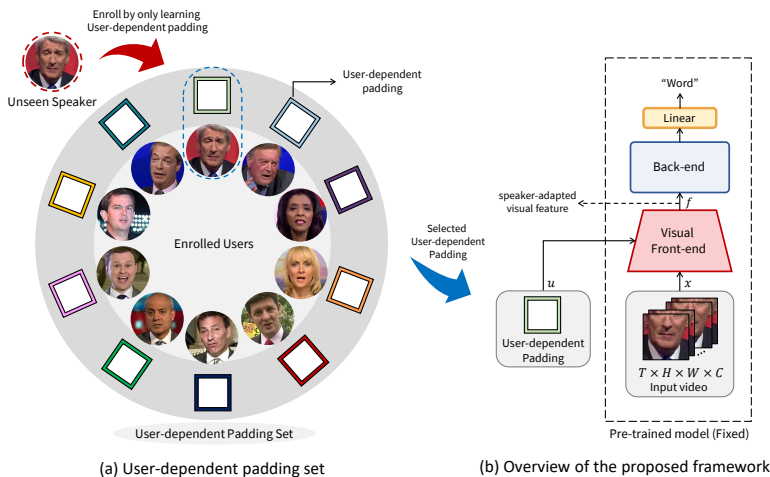 Enroll by only learning
User-dependent padding
Unseen Speaker
User-dependent
padding
Enrolled Users
User-dependent Padding Set
(a) User-dependent padding set
Selected
User-dependent
Padding
"Word"
Linear
Back-end
speaker-adapted
visual feature
f
Visual
Front-end
u
x
User-dependent
Padding
T × H × W × C
Input video
Pre-trained model (Fixed)
(b) Overview of the proposed framework